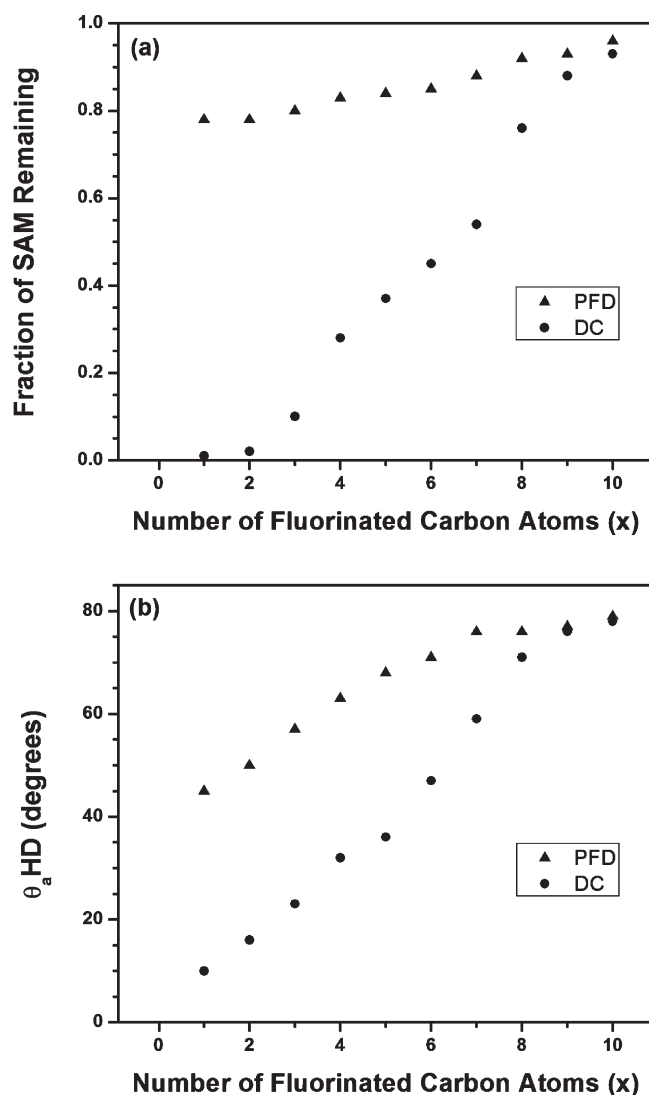 (a)
1.0
0.8
0.6
0.4
0.2
0.0
Fraction of SAM Remaining
PFD
DC
0 2 4 6 8 10
Number of Fluorinated Carbon Atoms (x)
(b)
80
60
40
20
0
θa HD (degrees)
PFD
DC
0 2 4 6 8 10
Number of Fluorinated Carbon Atoms (x)